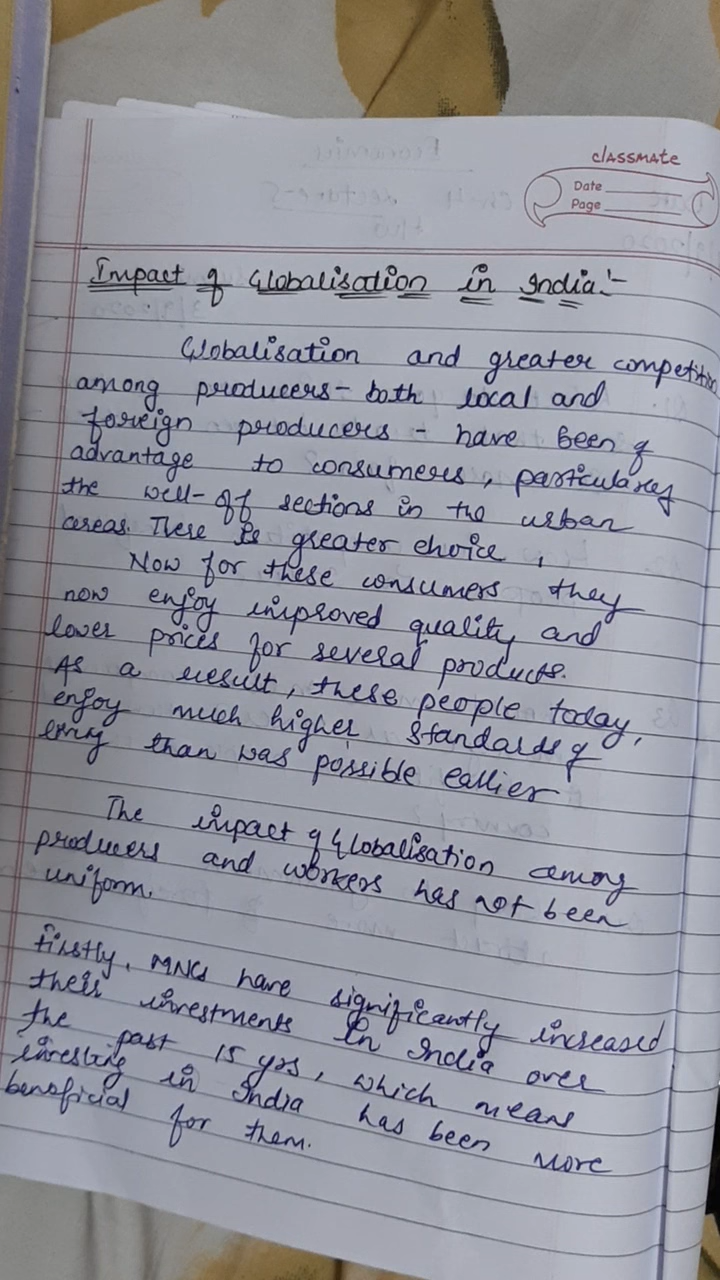 classmate
Date
Page
Impact of Globalisation in India:-
Globalisation and greater competition
among producers - both local and
foreign producers - have been of
advantage to consumers, particularly
the well-off sections in the urban
areas. There is greater choice,
Now for these consumers they
now enjoy improved quality and
lower prices for several products.
As a result, these people today,
enjoy much higher standards of
than was possible earlier
The impact of Globalisation among
producers and workers has not been
uniform.
firstly, MNCs have significantly increased
their investments In India over
the past 15 yrs, which means
investing in India has been more
beneficial for them.